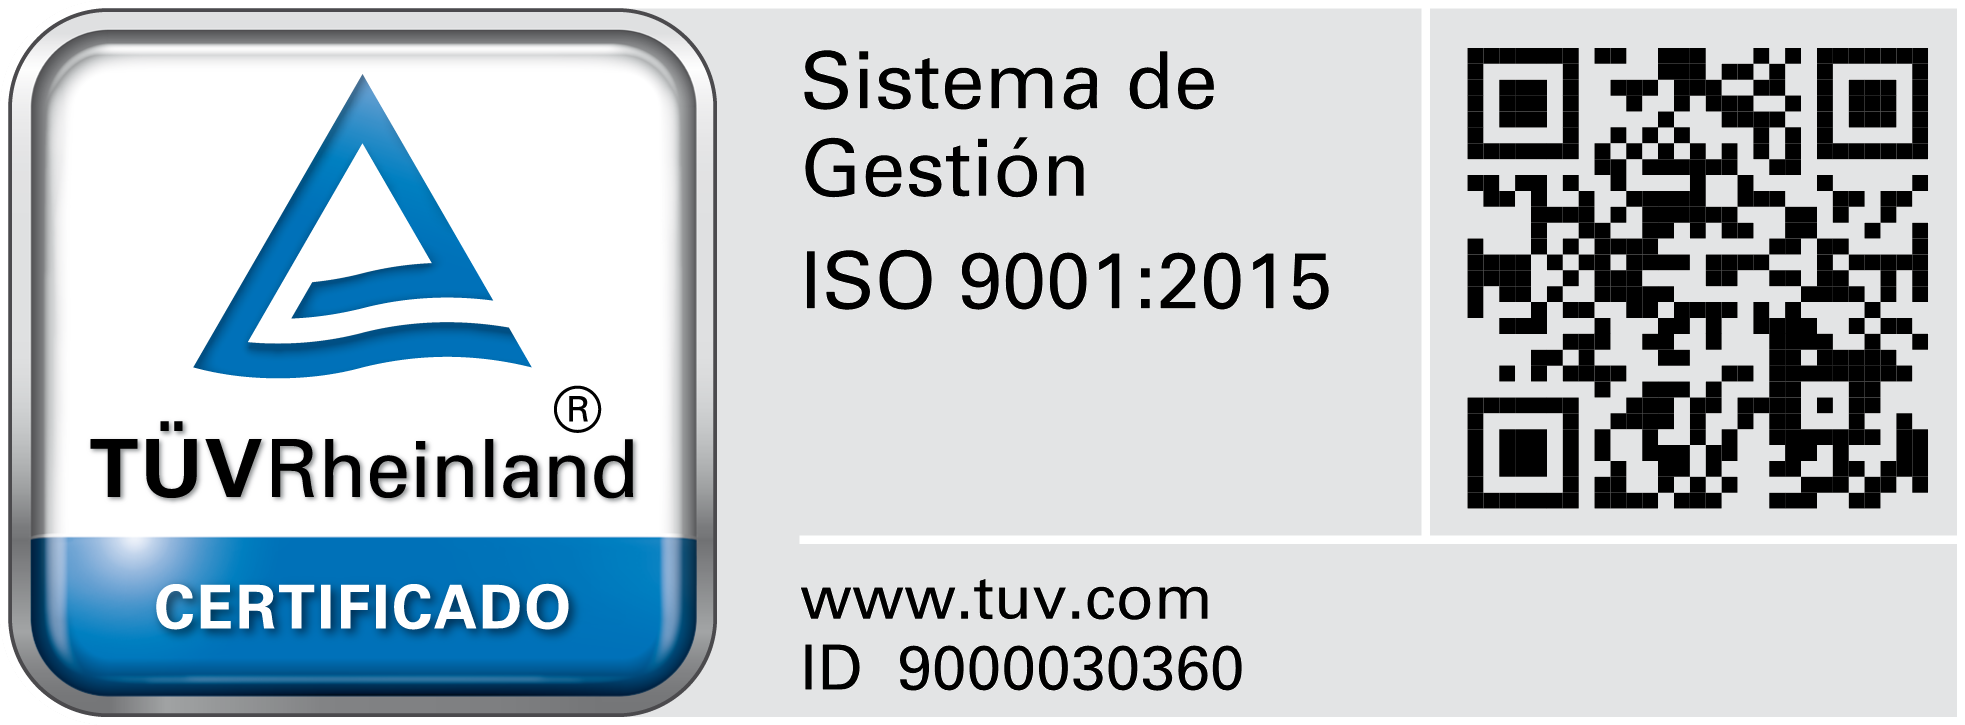 ®
TÜVRheinland
CERTIFICADO
Sistema de
Gestión
ISO 9001:2015
www.tuv.com
ID 9000030360